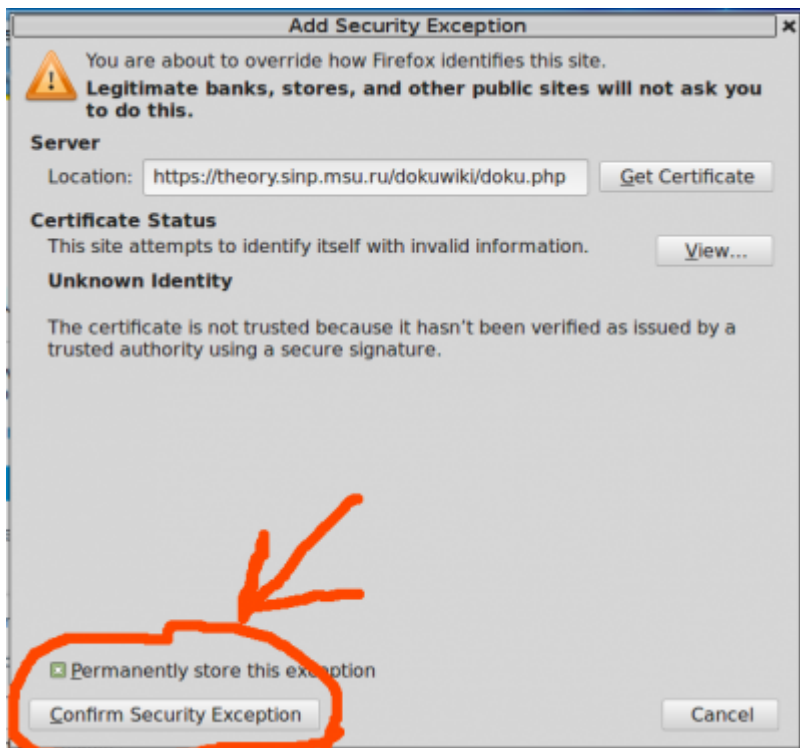 Add Security Exception
You are about to override how Firefox identifies this site.
Legitimate banks, stores, and other public sites will not ask you
to do this.
Server
Location: https://theory.sinp.msu.ru/dokuwiki/doku.php Get Certificate
Certificate Status
This site attempts to identify itself with invalid information.
View...
Unknown Identity
The certificate is not trusted because it hasn't been verified as issued by a
trusted authority using a secure signature.
Permanently store this exception
Confirm Security Exception Cancel